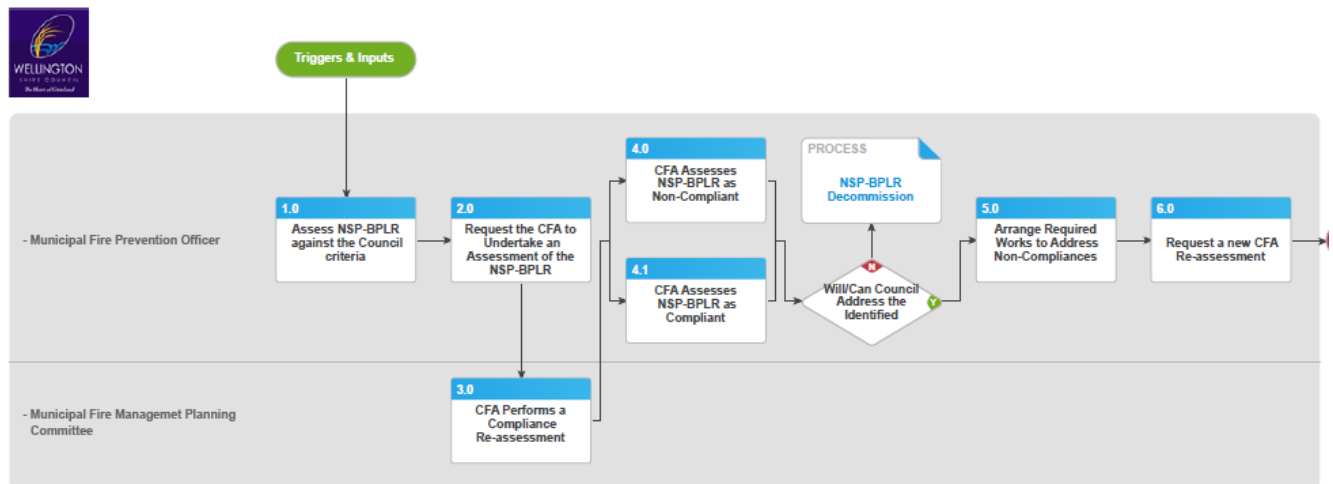 WELLINGTON
SHIRE COUNCIL
The Heart of Gippsland
Triggers & Inputs
- Municipal Fire Prevention Officer
1.0
Assess NSP-BPLR
against the Council
criteria
2.0
Request the CFA to
Undertake an
Assessment of the
NSP-BPLR
4.0
CFA Assesses
NSP-BPLR as
Non-Compliant
4.1
CFA Assesses
NSP-BPLR as
Compliant
PROCESS
NSP-BPLR
Decommission
N
Will/Can Council
Address the
Identified
Y
5.0
Arrange Required
Works to Address
Non-Compliances
6.0
Request a new CFA
Re-assessment
- Municipal Fire Managemet Planning
Committee
3.0
CFA Performs a
Compliance
Re-assessment